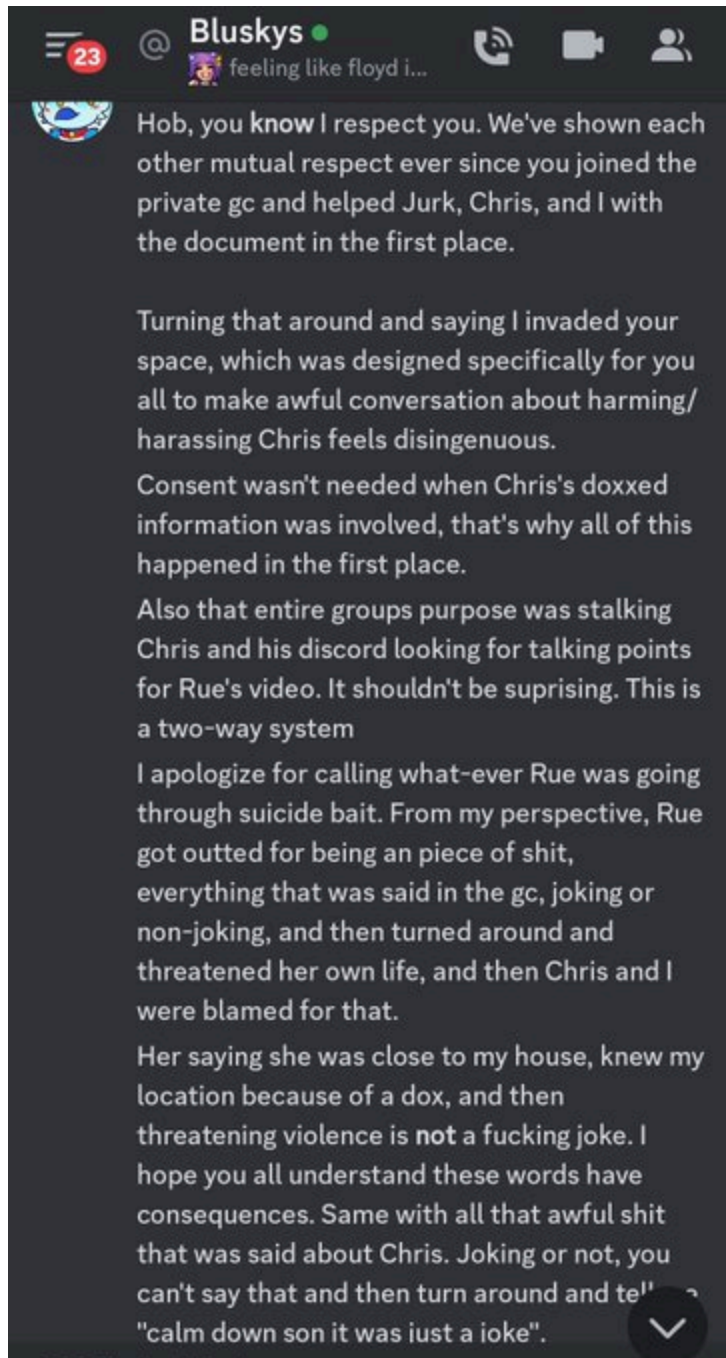 23
@ Bluskys
feeling like floyd i...
Hob, you know I respect you. We've shown each
other mutual respect ever since you joined the
private gc and helped Jurk, Chris, and I with
the document in the first place.
Turning that around and saying I invaded your
space, which was designed specifically for you
all to make awful conversation about harming/
harassing Chris feels disingenuous.
Consent wasn't needed when Chris's doxxed
information was involved, that's why all of this
happened in the first place.
Also that entire groups purpose was stalking
Chris and his discord looking for talking points
for Rue's video. It shouldn't be suprising. This is
a two-way system
I apologize for calling what-ever Rue was going
through suicide bait. From my perspective, Rue
got outted for being an piece of shit,
everything that was said in the gc, joking or
non-joking, and then turned around and
threatened her own life, and then Chris and I
were blamed for that.
Her saying she was close to my house, knew my
location because of a dox, and then
threatening violence is not a fucking joke. I
hope you all understand these words have
consequences. Same with all that awful shit
that was said about Chris. Joking or not, you
can't say that and then turn around and
"calm down son it was just a joke".